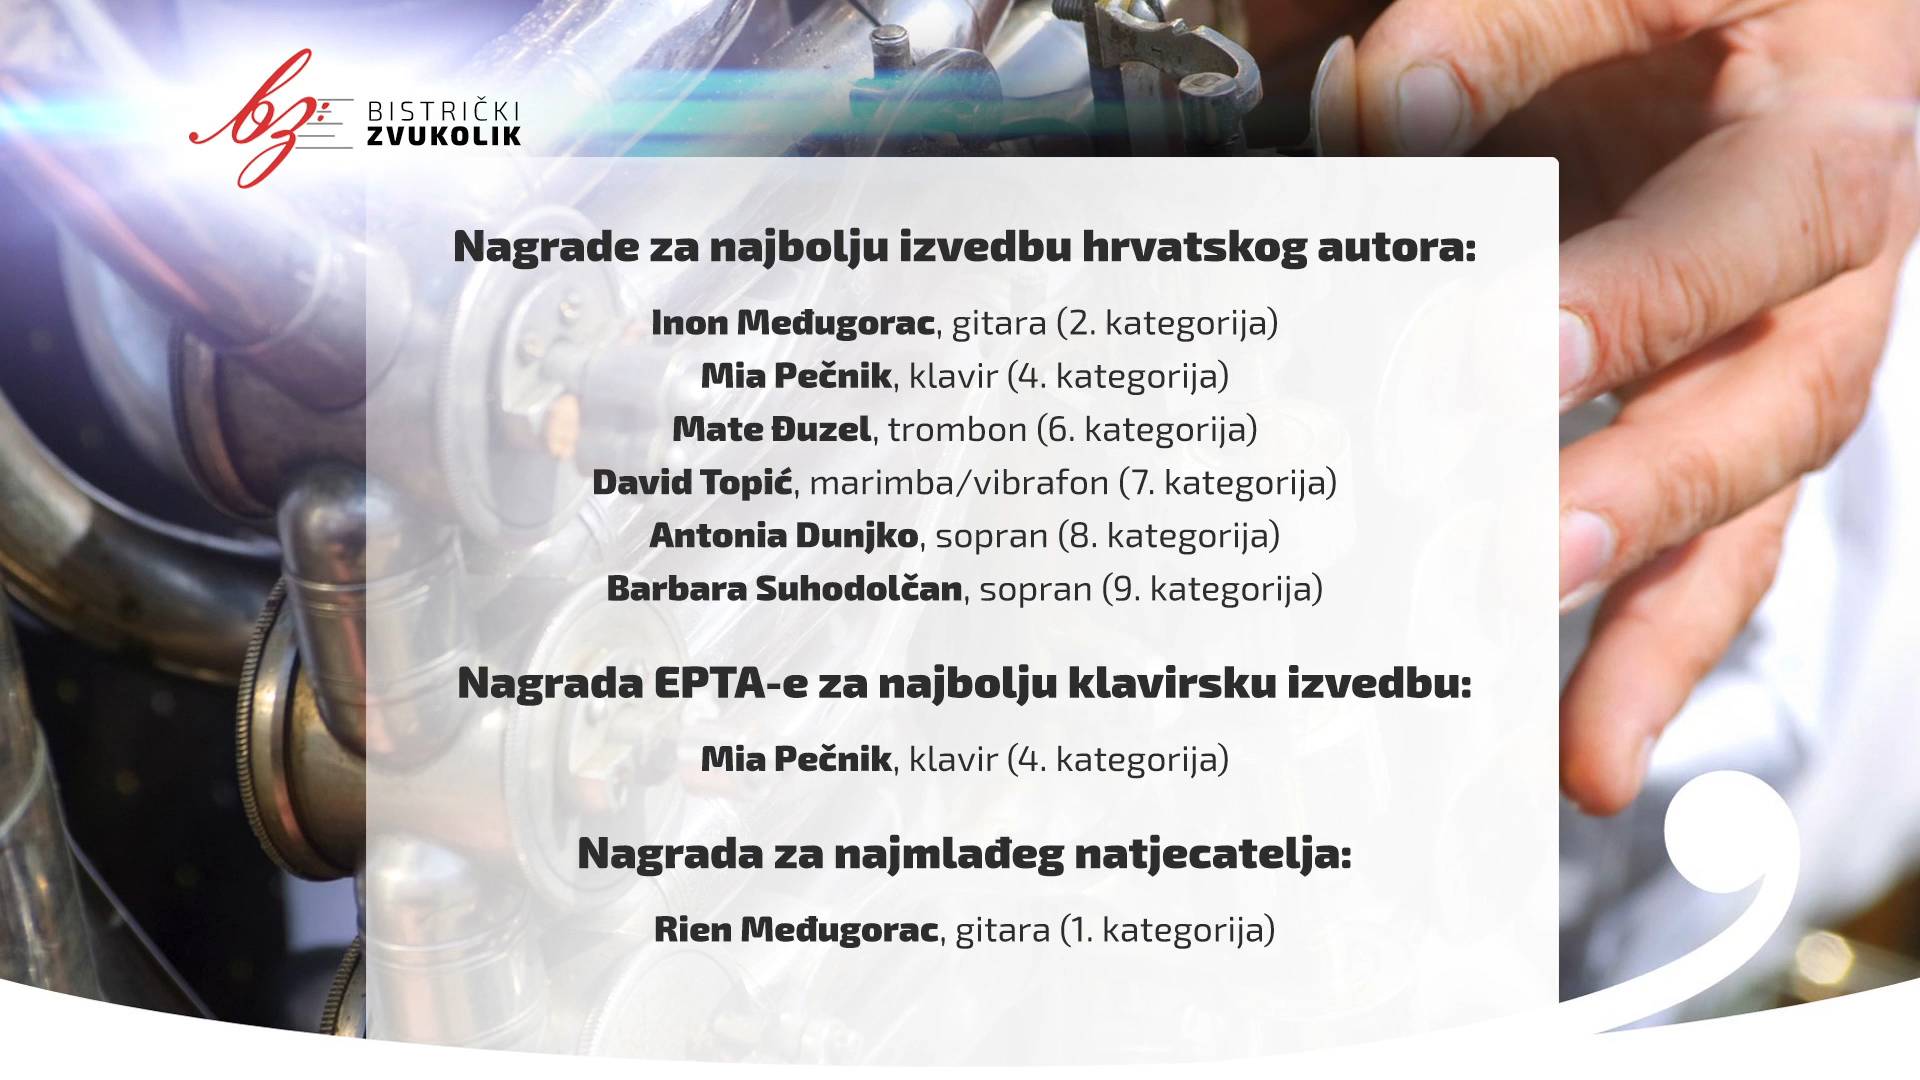 bz:
BISTRIČKI
ZVUKOLIK
Nagrade za najbolju izvedbu hrvatskog autora:
Inon Međugorac, gitara (2. kategorija)
Mia Pečnik, klavir (4. kategorija)
Mate Đuzel, trombon (6. kategorija)
David Topić, marimba/vibrafon (7. kategorija)
Antonia Dunjko, sopran (8. kategorija)
Barbara Suhodolčan, sopran (9. kategorija)
Nagrada EPTA-e za najbolju klavirsku izvedbu:
Mia Pečnik, klavir (4. kategorija)
Nagrada za najmlađeg natjecatelja:
Rien Međugorac, gitara (1. kategorija)